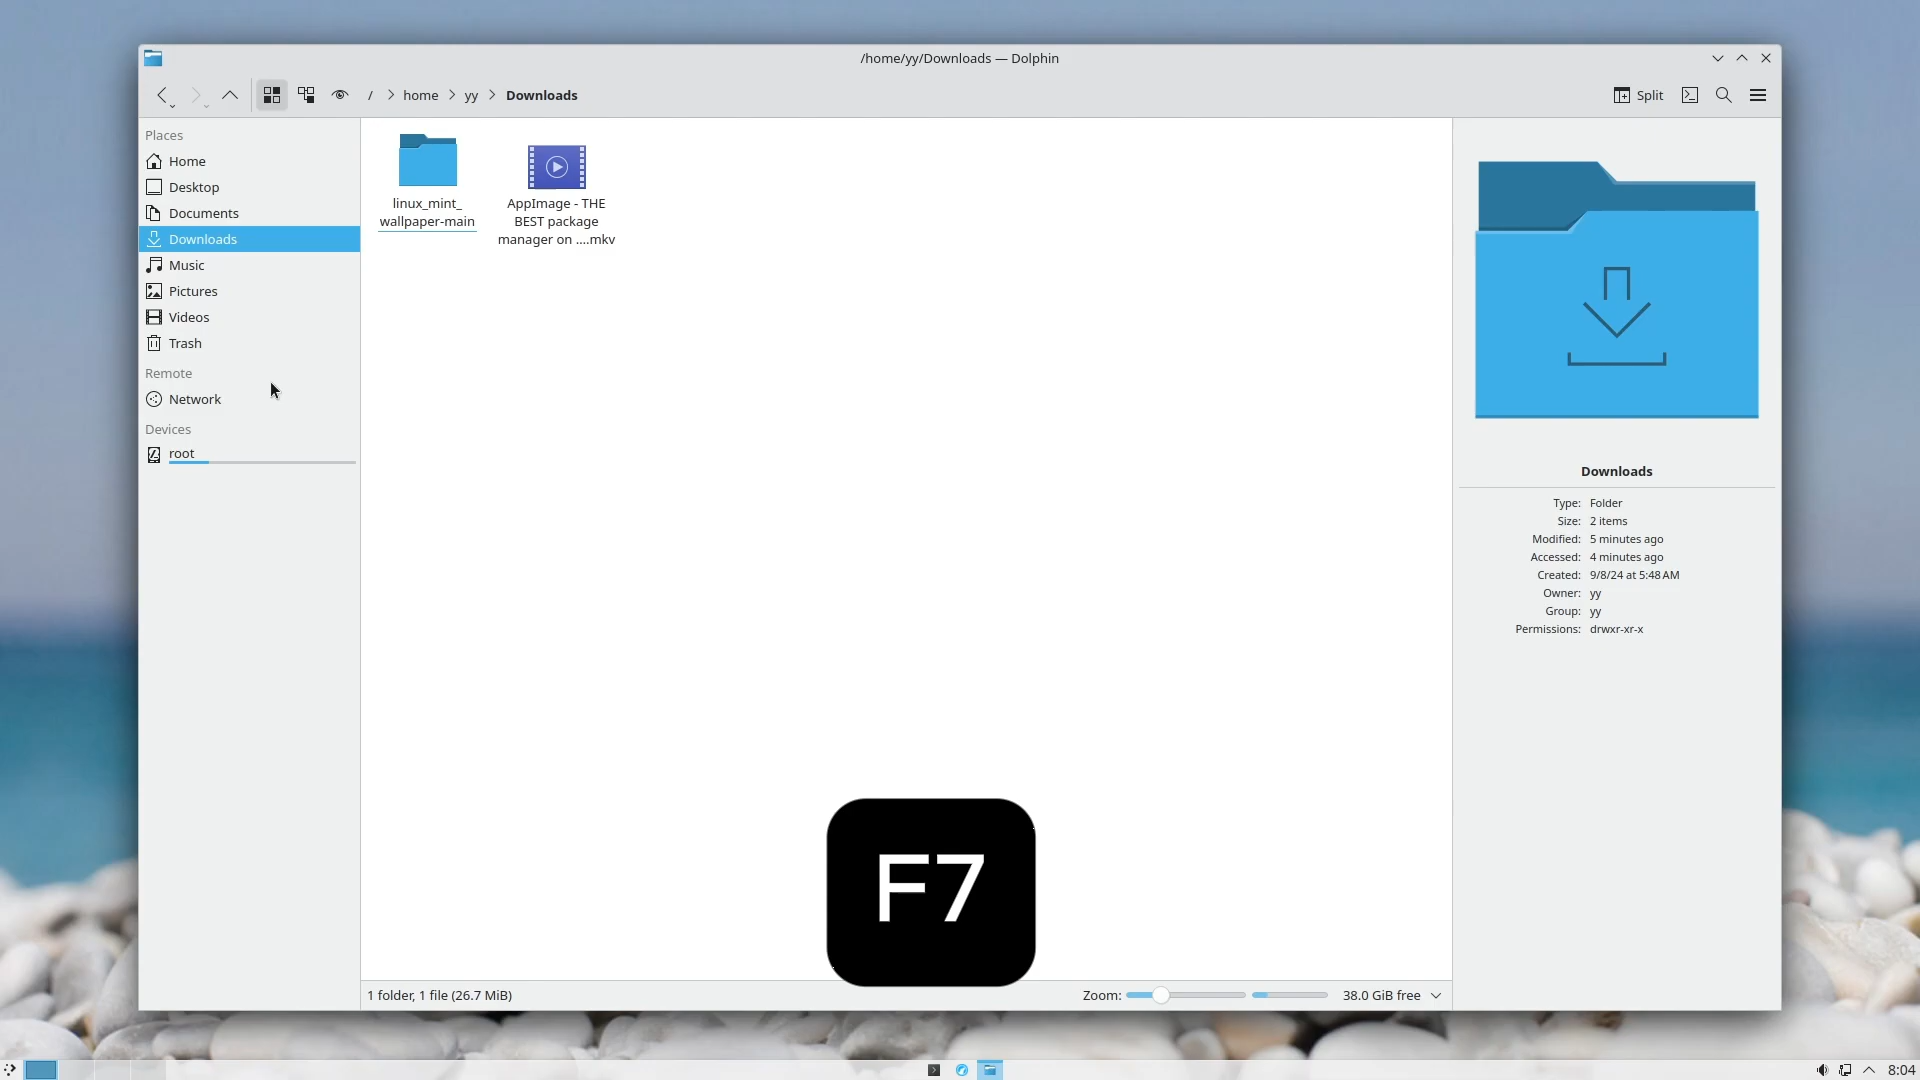 /home/yy/Downloads — Dolphin
/ home yy Downloads
Split
Places
Home
Desktop
Documents
Downloads
Music
Pictures
Videos
Trash
Remote
Network
Devices
root
linux_mint_
wallpaper-main
AppImage - THE
BEST package
manager on ....mkv
Downloads
Type: Folder
Size: 2 items
Modified: 5 minutes ago
Accessed: 4 minutes ago
Created: 9/8/24 at 5:48 AM
Owner: yy
Group: yy
Permissions: drwxr-xr-x
F7
1 folder, 1 file (26.7 MiB)
Zoom:
38.0 GiB free
8:04